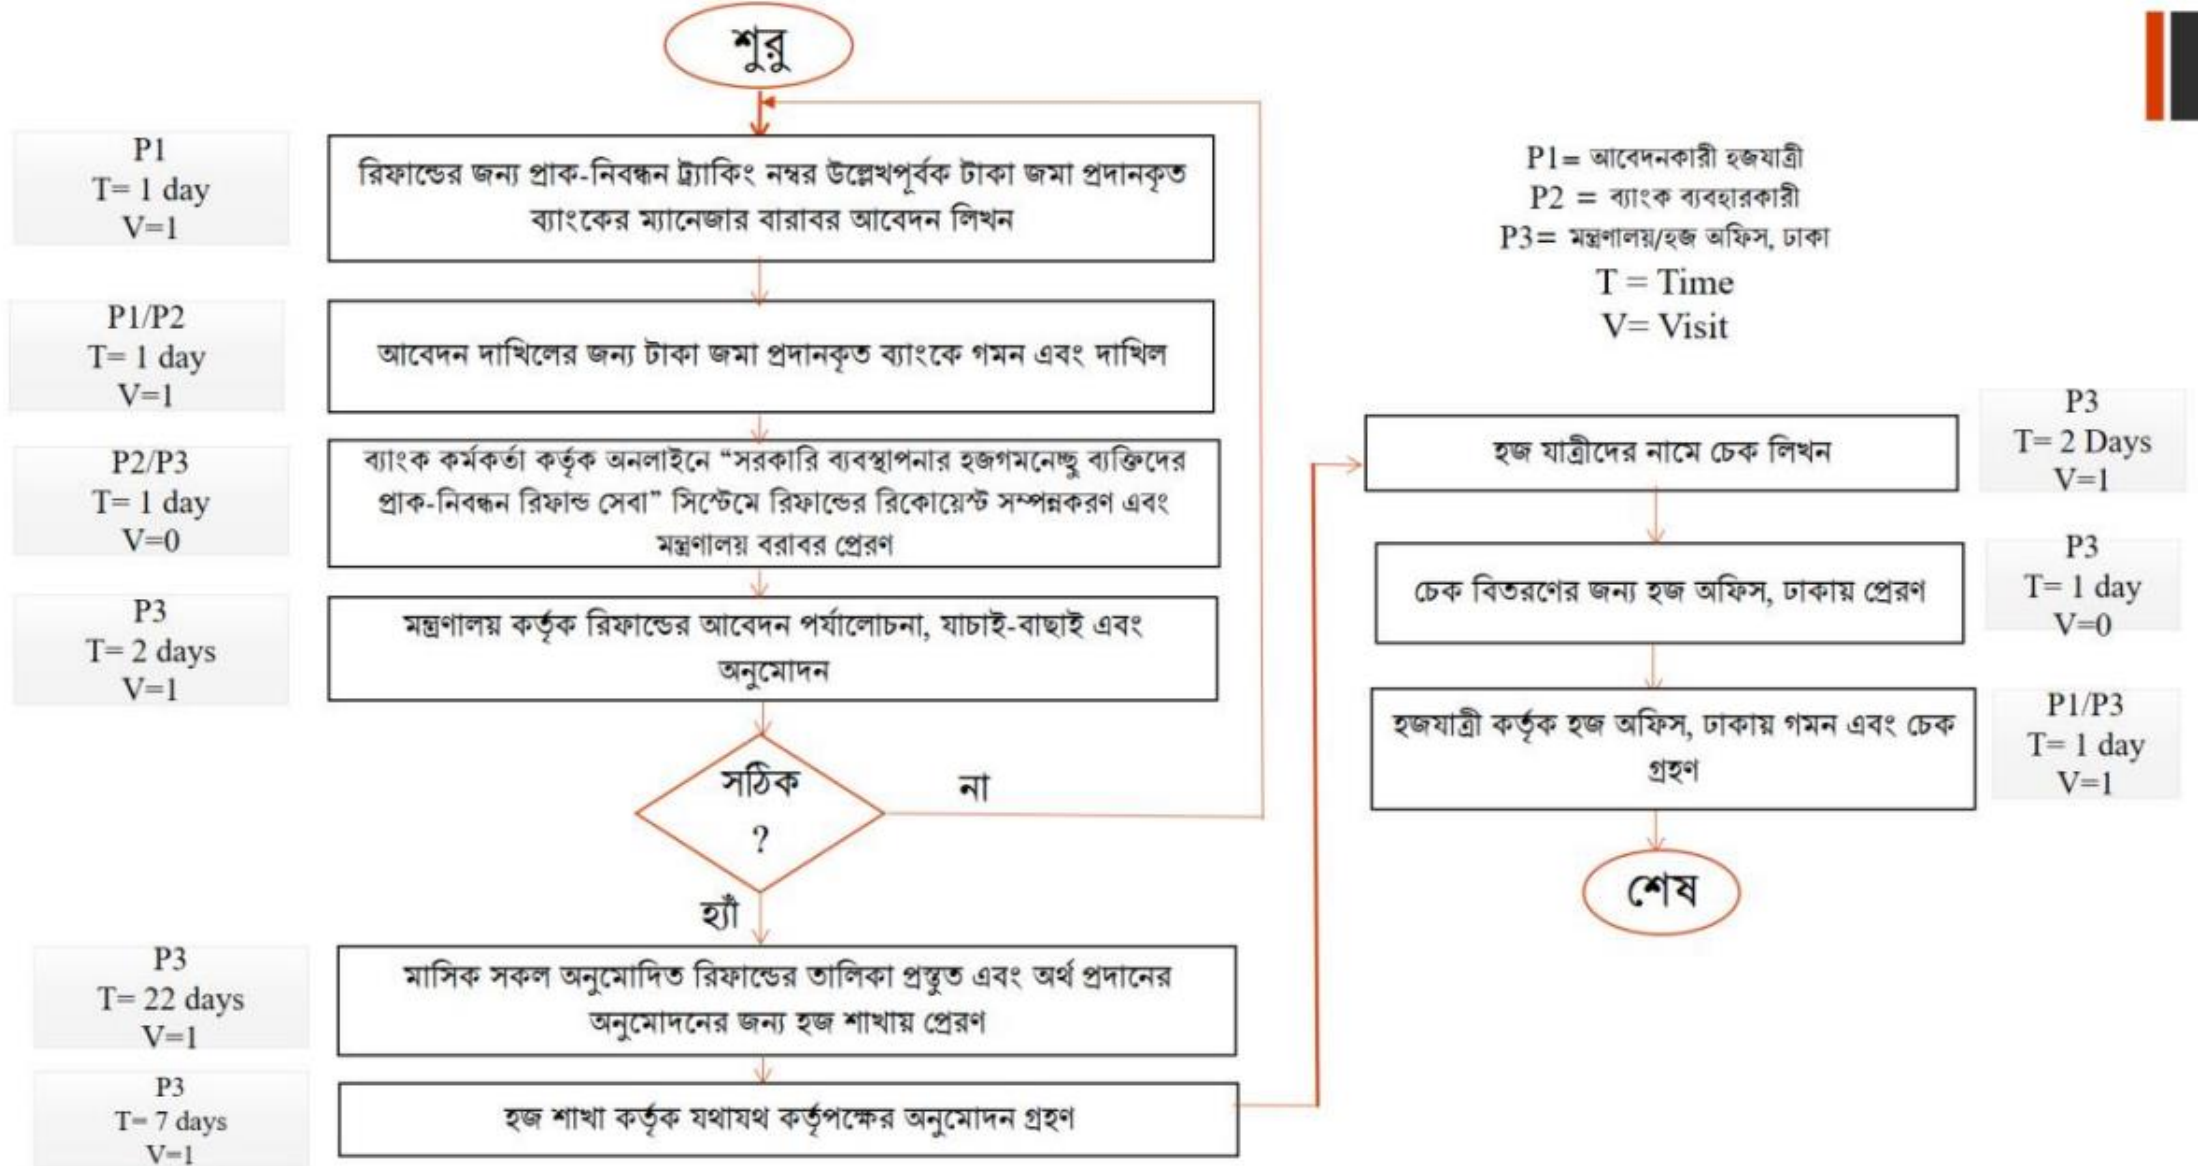 শুরু
P1
T= 1 day
V=1
রিফান্ডের জন্য প্রাক-নিবন্ধন ট্র্যাকিং নম্বর উল্লেখপূর্বক টাকা জমা প্রদানকৃত
ব্যাংকের ম্যানেজার বারাবর আবেদন লিখন
P1/P2
T= 1 day
V=1
আবেদন দাখিলের জন্য টাকা জমা প্রদানকৃত ব্যাংকে গমন এবং দাখিল
P2/P3
T= 1 day
V=0
ব্যাংক কর্মকর্তা কর্তৃক অনলাইনে “সরকারি ব্যবস্থাপনার হজগমনেচ্ছু ব্যক্তিদের
প্রাক-নিবন্ধন রিফান্ড সেবা” সিস্টেমে রিফান্ডের রিকোয়েস্ট সম্পন্নকরণ এবং
মন্ত্রণালয় বরাবর প্রেরণ
P3
T= 2 days
V=1
মন্ত্রণালয় কর্তৃক রিফান্ডের আবেদন পর্যালোচনা, যাচাই-বাছাই এবং
অনুমোদন
সঠিক
?
না
হ্যাঁ
P3
T= 22 days
V=1
মাসিক সকল অনুমোদিত রিফান্ডের তালিকা প্রস্তুত এবং অর্থ প্রদানের
অনুমোদনের জন্য হজ শাখায় প্রেরণ
P3
T= 7 days
V=1
হজ শাখা কর্তৃক যথাযথ কর্তৃপক্ষের অনুমোদন গ্রহণ
P1= আবেদনকারী হজযাত্রী
P2 = ব্যাংক ব্যবহারকারী
P3= মন্ত্রণালয়/হজ অফিস, ঢাকা
T = Time
V= Visit
হজ যাত্রীদের নামে চেক লিখন
P3
T= 2 Days
V=1
চেক বিতরণের জন্য হজ অফিস, ঢাকায় প্রেরণ
P3
T= 1 day
V=0
হজযাত্রী কর্তৃক হজ অফিস, ঢাকায় গমন এবং চেক
গ্রহণ
P1/P3
T= 1 day
V=1
শেষ